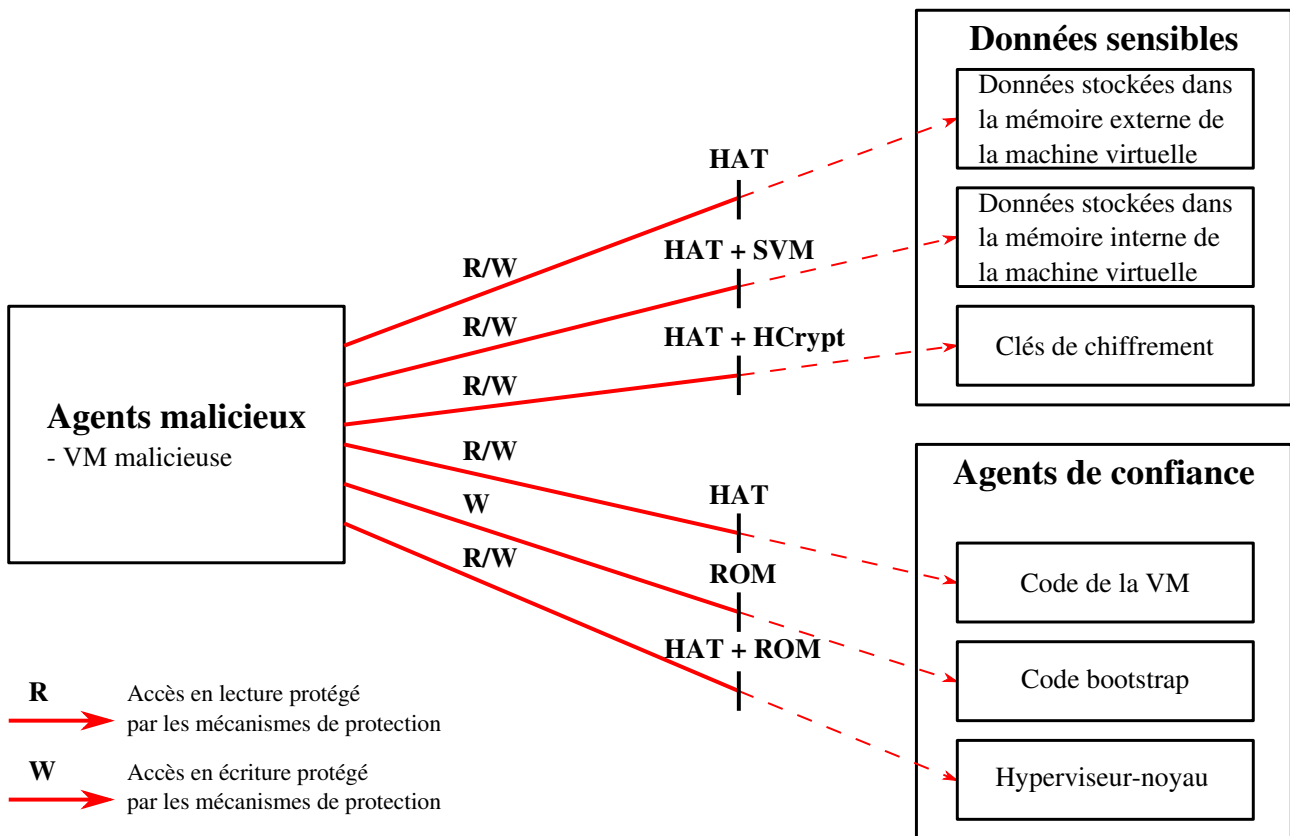 Données sensibles
Données stockées dans
la mémoire externe de
la machine virtuelle
HAT
Données stockées dans
la mémoire interne de
la machine virtuelle
HAT + SVM
R/W
R/W
HAT + HCrypt
Clés de chiffrement
R/W
Agents malicieux
- VM malicieuse
R/W
Agents de confiance
HAT
W
R/W
ROM
Code de la VM
HAT + ROM
Code bootstrap
Hyperviseur-noyau
R
Accès en lecture protégé
par les mécanismes de protection
W
Accès en écriture protégé
par les mécanismes de protection